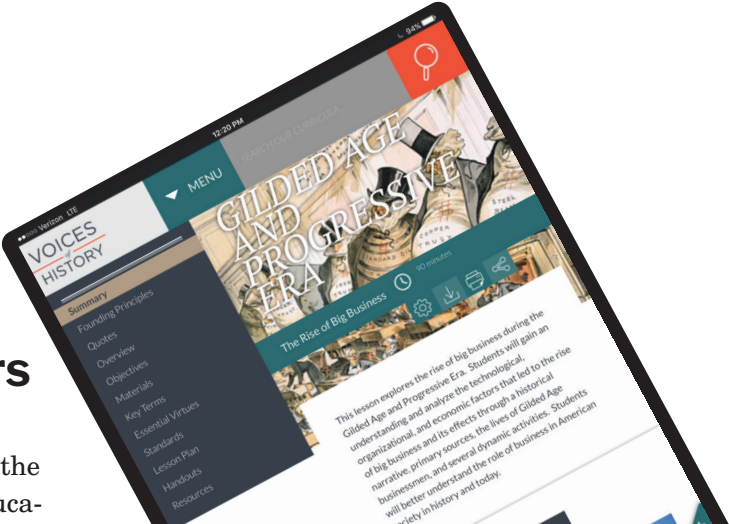 ●●○○○ Verizon LTE
12:20 PM
94%
VOICES
of
HISTORY
MENU
SEARCH OUR CURRICULA...
GILDED AGE
AND
PROGRESSIVE
ERA
STANDARD OIL
COPPER
TRUST
STEEL
The Rise of Big Business
90 minutes
Summary
Founding Principles
Quotes
Overview
Objectives
Materials
Key Terms
Essential Virtues
Standards
Lesson Plan
Handouts
Resources
This lesson explores the rise of big business during the
Gilded Age and Progressive Era. Students will gain an
understanding and analyze the technological,
organizational, and economic factors that led to the rise
of big business and its effects through a historical
narrative, primary sources, the lives of Gilded Age
businessmen, and several dynamic activities. Students
will better understand the role of business in American
society in history and today.
rs
the
uca-